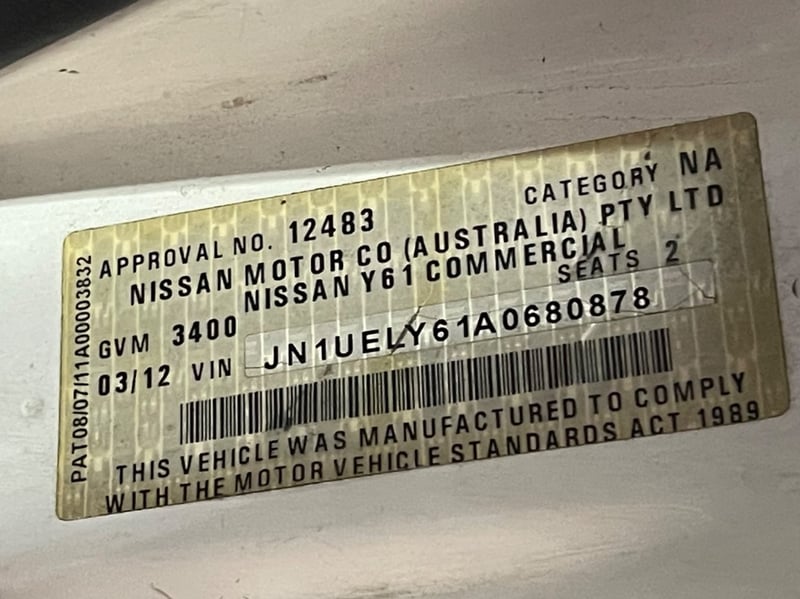 PAT08/07/11A00003832
APPROVAL NO. 12483 CATEGORY NA
NISSAN MOTOR CO (AUSTRALIA) PTY LTD
NISSAN Y61 COMMERCIAL
GVM 3400 SEATS 2
03/12 VIN JN1UELY61A0680878
THIS VEHICLE WAS MANUFACTURED TO COMPLY
WITH THE MOTOR VEHICLE STANDARDS ACT 1989